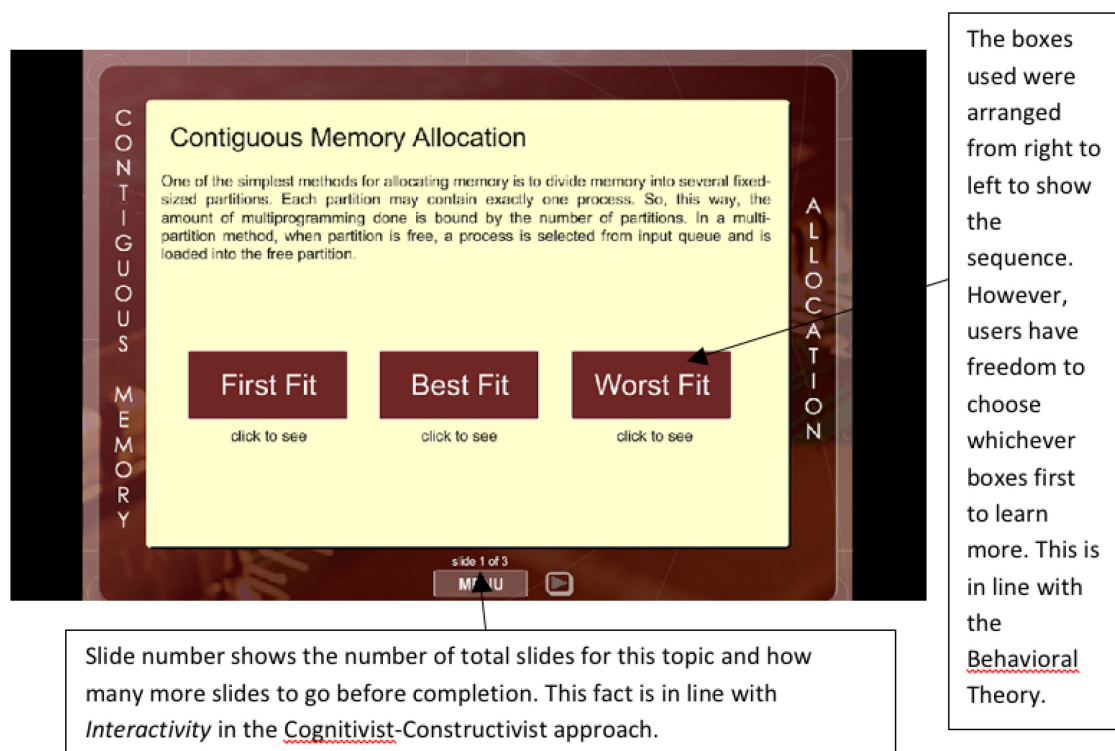 CONTIGUOUS MEMORY
Contiguous Memory Allocation
One of the simplest methods for allocating memory is to divide memory into several fixed-
sized partitions. Each partition may contain exactly one process. So, this way, the
amount of multiprogramming done is bound by the number of partitions. In a multi-
partition method, when partition is free, a process is selected from input queue and is
loaded into the free partition.
First Fit
Best Fit
Worst Fit
click to see
click to see
click to see
ALLOCATION
slide 1 of 3
MENU
The boxes
used were
arranged
from right to
left to show
the
sequence.
However,
users have
freedom to
choose
whichever
boxes first
to learn
more. This is
in line with
the
Behavioral
Theory.
Slide number shows the number of total slides for this topic and how
many more slides to go before completion. This fact is in line with
Interactivity in the Cognitivist-Constructivist approach.